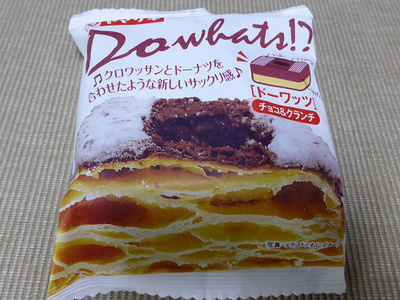 Dowhats!?
♫クロワッサンとドーナツを
合わせたような新しいサックリ感♪
[ドーワッツ]
チョコ&クランチ